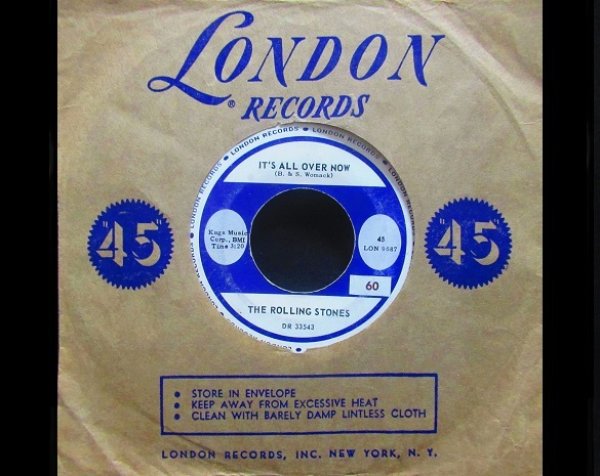 LONDON
® RECORDS
LONDON RECORDS • LONDON RECORDS • LONDON RECORDS
IT'S ALL OVER NOW
(B. & S. Womack)
"45"
Kags Music
Corp., BMI
Time 3:20
45
LON 9687
"45"
60
THE ROLLING STONES
DR 33543
• STORE IN ENVELOPE
• KEEP AWAY FROM EXCESSIVE HEAT
• CLEAN WITH BARELY DAMP LINTLESS CLOTH
LONDON RECORDS, INC. NEW YORK, N. Y.